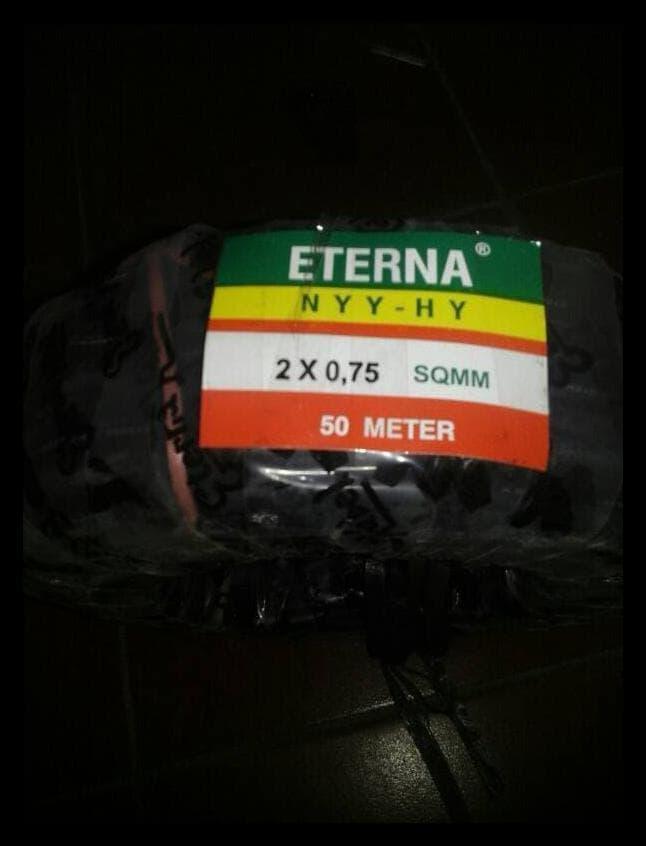 ETERNA®
NYY-HY
2 X 0,75 SQMM
50 METER